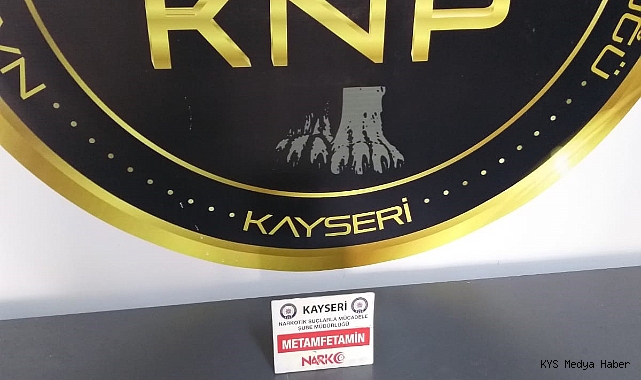 KNP
KAYSERİ
KAYSERİ
NARKOTİK SUÇLARLA MÜCADELE
ŞUBE MÜDÜRLÜĞÜ
METAMFETAMİN
NARKO
KYS Medya Haber